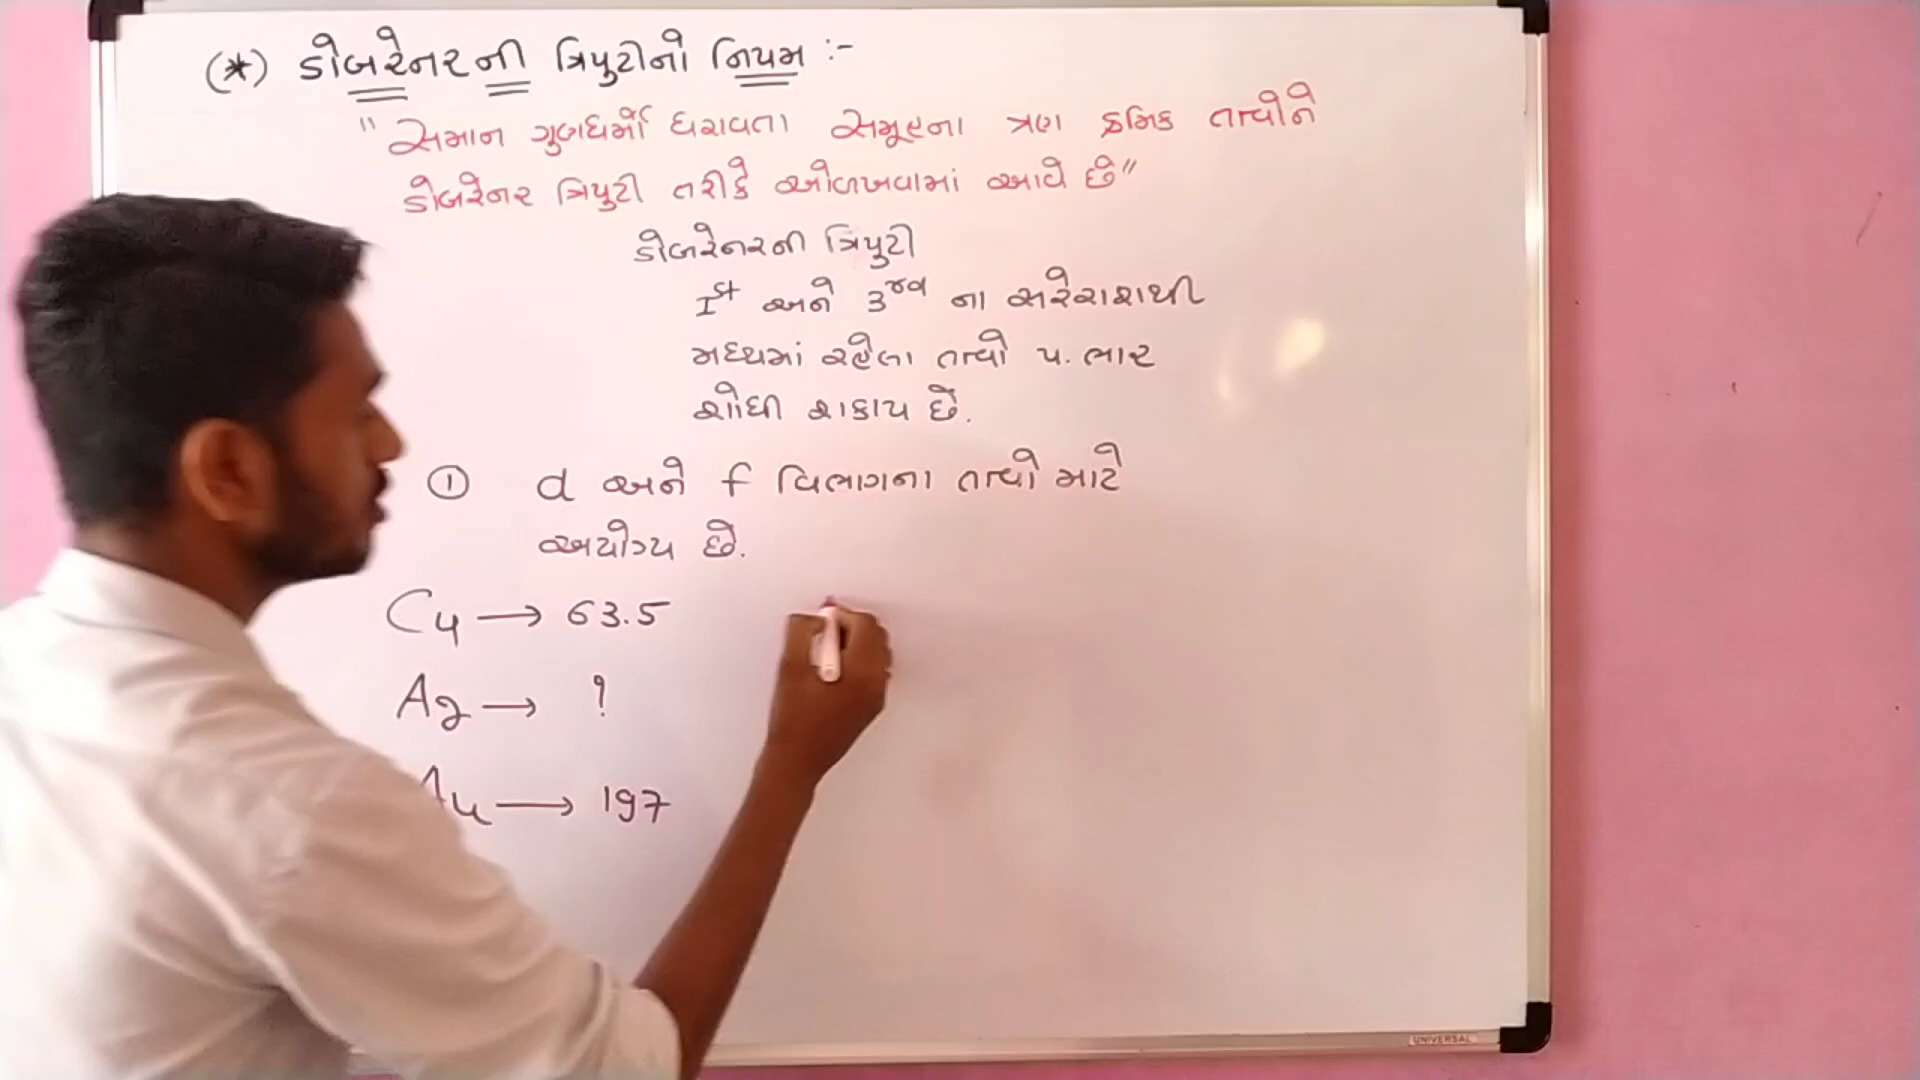 (*) ડોબરેનરની ત્રિપુટીનો નિયમ :-
"સમાન ગુણધર્મો ધરાવતા સમૂહના ત્રણ ક્રમિક તત્વોને
ડોબરેનર ત્રિપુટી તરીકે ઓળખવામાં આવે છે"
ડોબરેનરની ત્રિપુટી
Ist અને 3 ના સરેરાશથી
મધ્યમાં રહેલા તત્વો પ. ભાર
શોધી શકાય છે.
① d અને f વિભાગના તત્વો માટે
અયોગ્ય છે.
Cu → 63.5
Ag → ?
Au → 197
UNIVERSAL